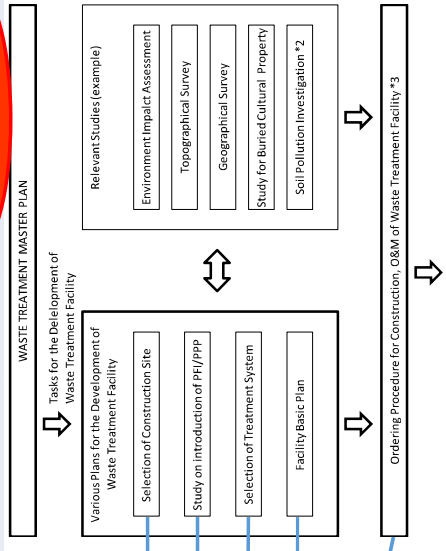 WASTE TREATMENT MASTER PLAN
Tasks for the Delelopment of
Waste Treatment Facility
Various Plans for the Development of
Waste Treatment Facility
Selection of Construction Site
Study on introduction of PFI/PPP
Selection of Treatment System
Facility Basic Plan
Relevant Studies (example)
Environment Impalct Assessment
Topographical Survey
Geographical Survey
Study for Buried Cultural Property
Soil Pollution Investigation *2
Ordering Procedure for Construction, O&M of Waste Treatment Facility *3